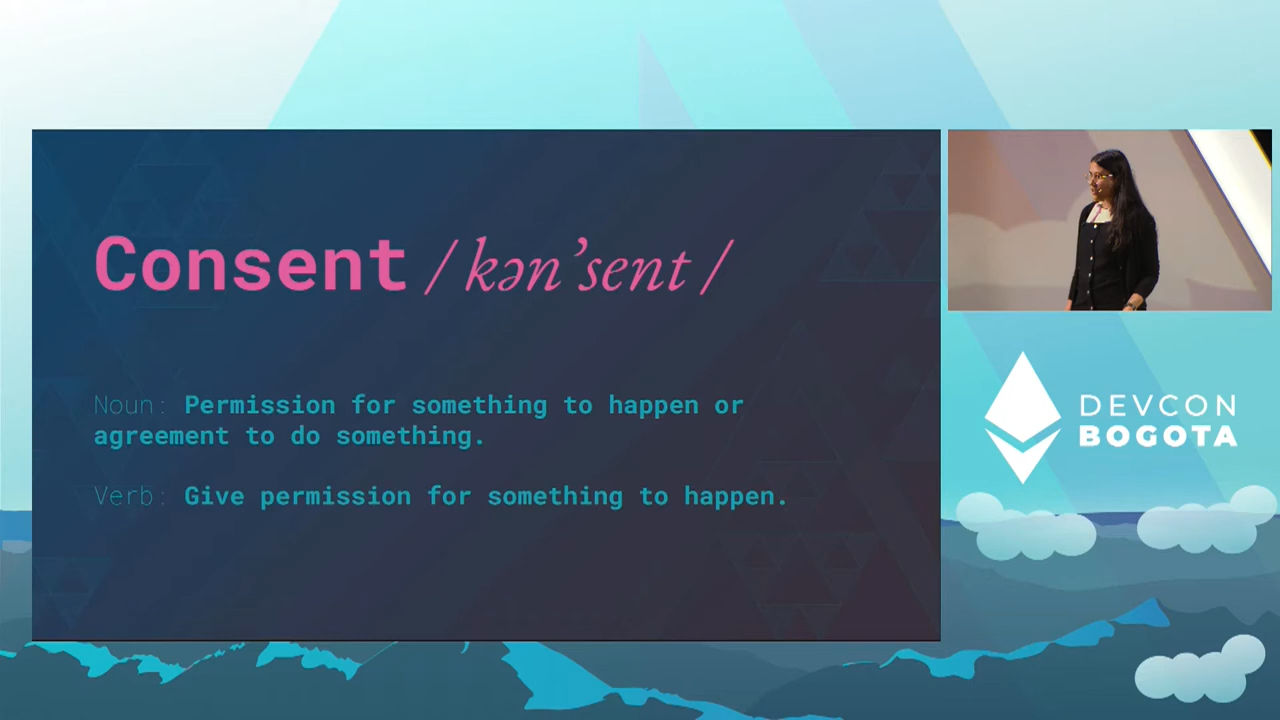 Consent / kən’sent /
Noun: Permission for something to happen or
agreement to do something.
Verb: Give permission for something to happen.
DEVCON
BOGOTA